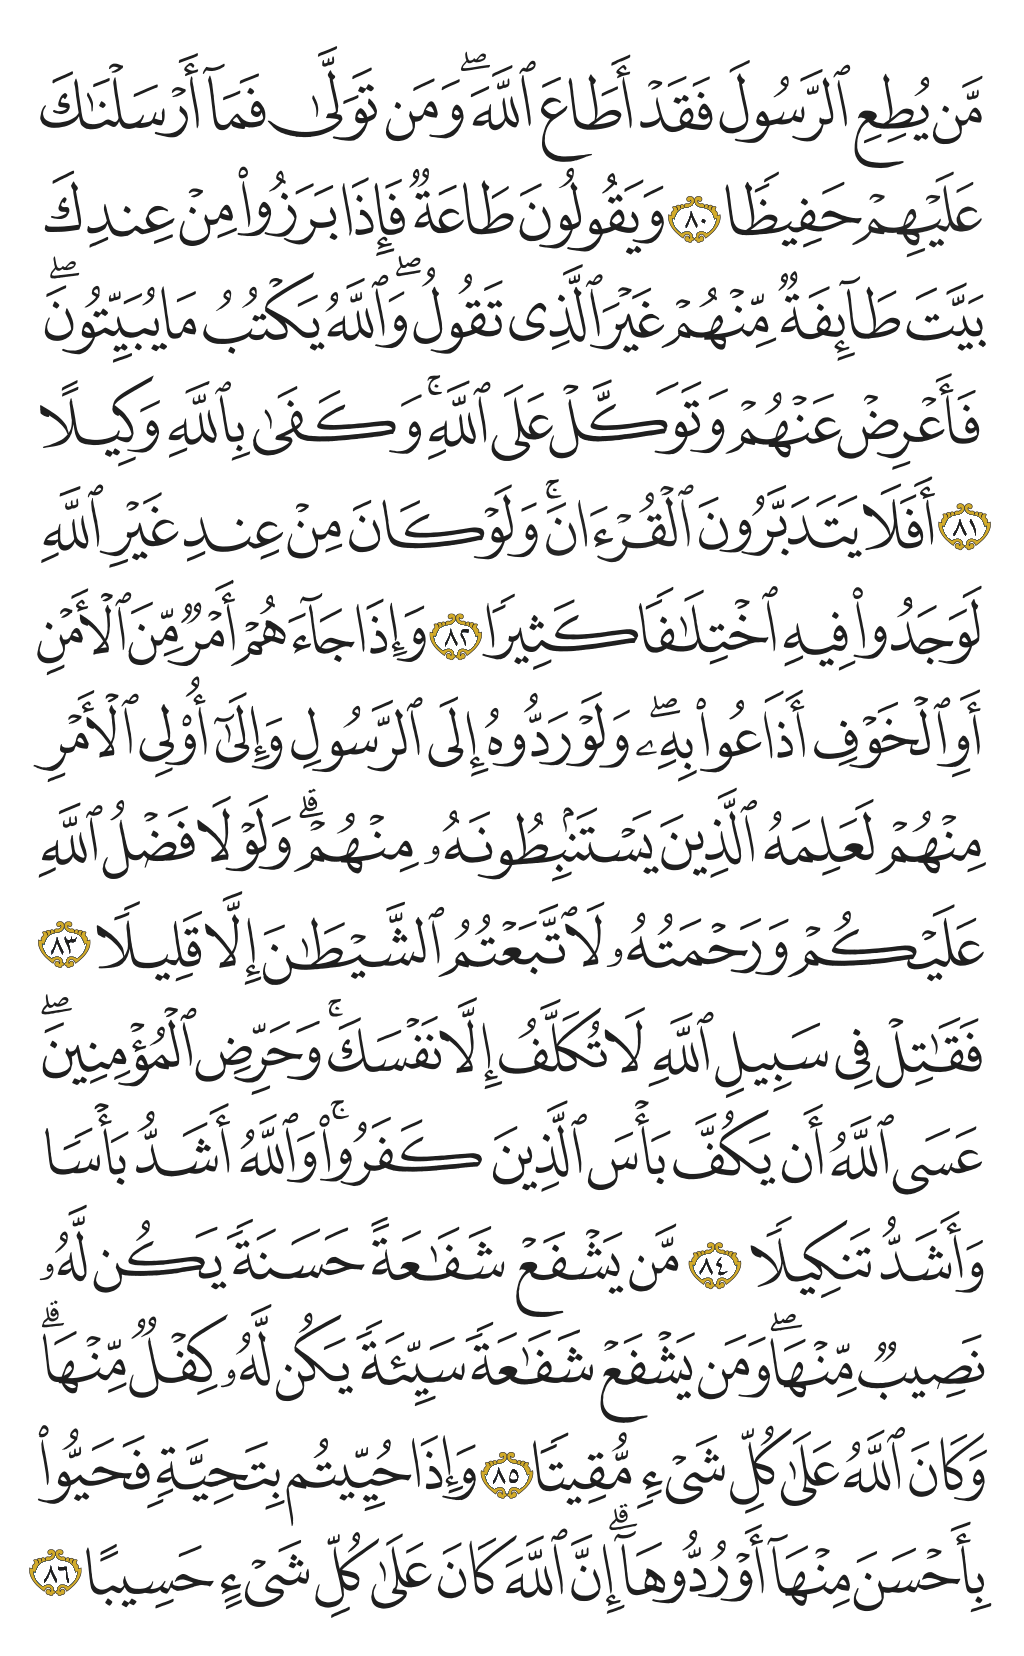 مَّن يُطِعِ ٱلرَّسُولَ فَقَدۡ أَطَاعَ ٱللَّهَۖ وَمَن تَوَلَّىٰ فَمَآ أَرۡسَلۡنَٰكَ
عَلَيۡهِمۡ حَفِيظٗا ٨٠ وَيَقُولُونَ طَاعَةٞ فَإِذَا بَرَزُواْ مِنۡ عِندِكَ
بَيَّتَ طَآئِفَةٞ مِّنۡهُمۡ غَيۡرَ ٱلَّذِي تَقُولُۖ وَٱللَّهُ يَكۡتُبُ مَا يُبَيِّتُونَۖ
فَأَعۡرِضۡ عَنۡهُمۡ وَتَوَكَّلۡ عَلَى ٱللَّهِۚ وَكَفَىٰ بِٱللَّهِ وَكِيلًا
٨١ أَفَلَا يَتَدَبَّرُونَ ٱلۡقُرۡءَانَۚ وَلَوۡ كَانَ مِنۡ عِندِ غَيۡرِ ٱللَّهِ
لَوَجَدُواْ فِيهِ ٱخۡتِلَٰفٗا كَثِيرٗا ٨٢ وَإِذَا جَآءَهُمۡ أَمۡرٞ مِّنَ ٱلۡأَمۡنِ
أَوِ ٱلۡخَوۡفِ أَذَاعُواْ بِهِۦۖ وَلَوۡ رَدُّوهُ إِلَى ٱلرَّسُولِ وَإِلَىٰٓ أُوْلِي ٱلۡأَمۡرِ
مِنۡهُمۡ لَعَلِمَهُ ٱلَّذِينَ يَسۡتَنۢبِطُونَهُۥ مِنۡهُمۡۗ وَلَوۡلَا فَضۡلُ ٱللَّهِ
عَلَيۡكُمۡ وَرَحۡمَتُهُۥ لَٱتَّبَعۡتُمُ ٱلشَّيۡطَٰنَ إِلَّا قَلِيلٗا ٨٣
فَقَٰتِلۡ فِي سَبِيلِ ٱللَّهِ لَا تُكَلَّفُ إِلَّا نَفۡسَكَۚ وَحَرِّضِ ٱلۡمُؤۡمِنِينَۖ
عَسَى ٱللَّهُ أَن يَكُفَّ بَأۡسَ ٱلَّذِينَ كَفَرُواْۚ وَٱللَّهُ أَشَدُّ بَأۡسٗا
وَأَشَدُّ تَنكِيلٗا ٨٤ مَّن يَشۡفَعۡ شَفَٰعَةً حَسَنَةٗ يَكُن لَّهُۥ
نَصِيبٞ مِّنۡهَاۖ وَمَن يَشۡفَعۡ شَفَٰعَةٗ سَيِّئَةٗ يَكُن لَّهُۥ كِفۡلٞ مِّنۡهَاۗ
وَكَانَ ٱللَّهُ عَلَىٰ كُلِّ شَيۡءٖ مُّقِيتٗا ٨٥ وَإِذَا حُيِّيتُم بِتَحِيَّةٖ فَحَيُّواْ
بِأَحۡسَنَ مِنۡهَآ أَوۡ رُدُّوهَآۗ إِنَّ ٱللَّهَ كَانَ عَلَىٰ كُلِّ شَيۡءٍ حَسِيبًا ٨٦